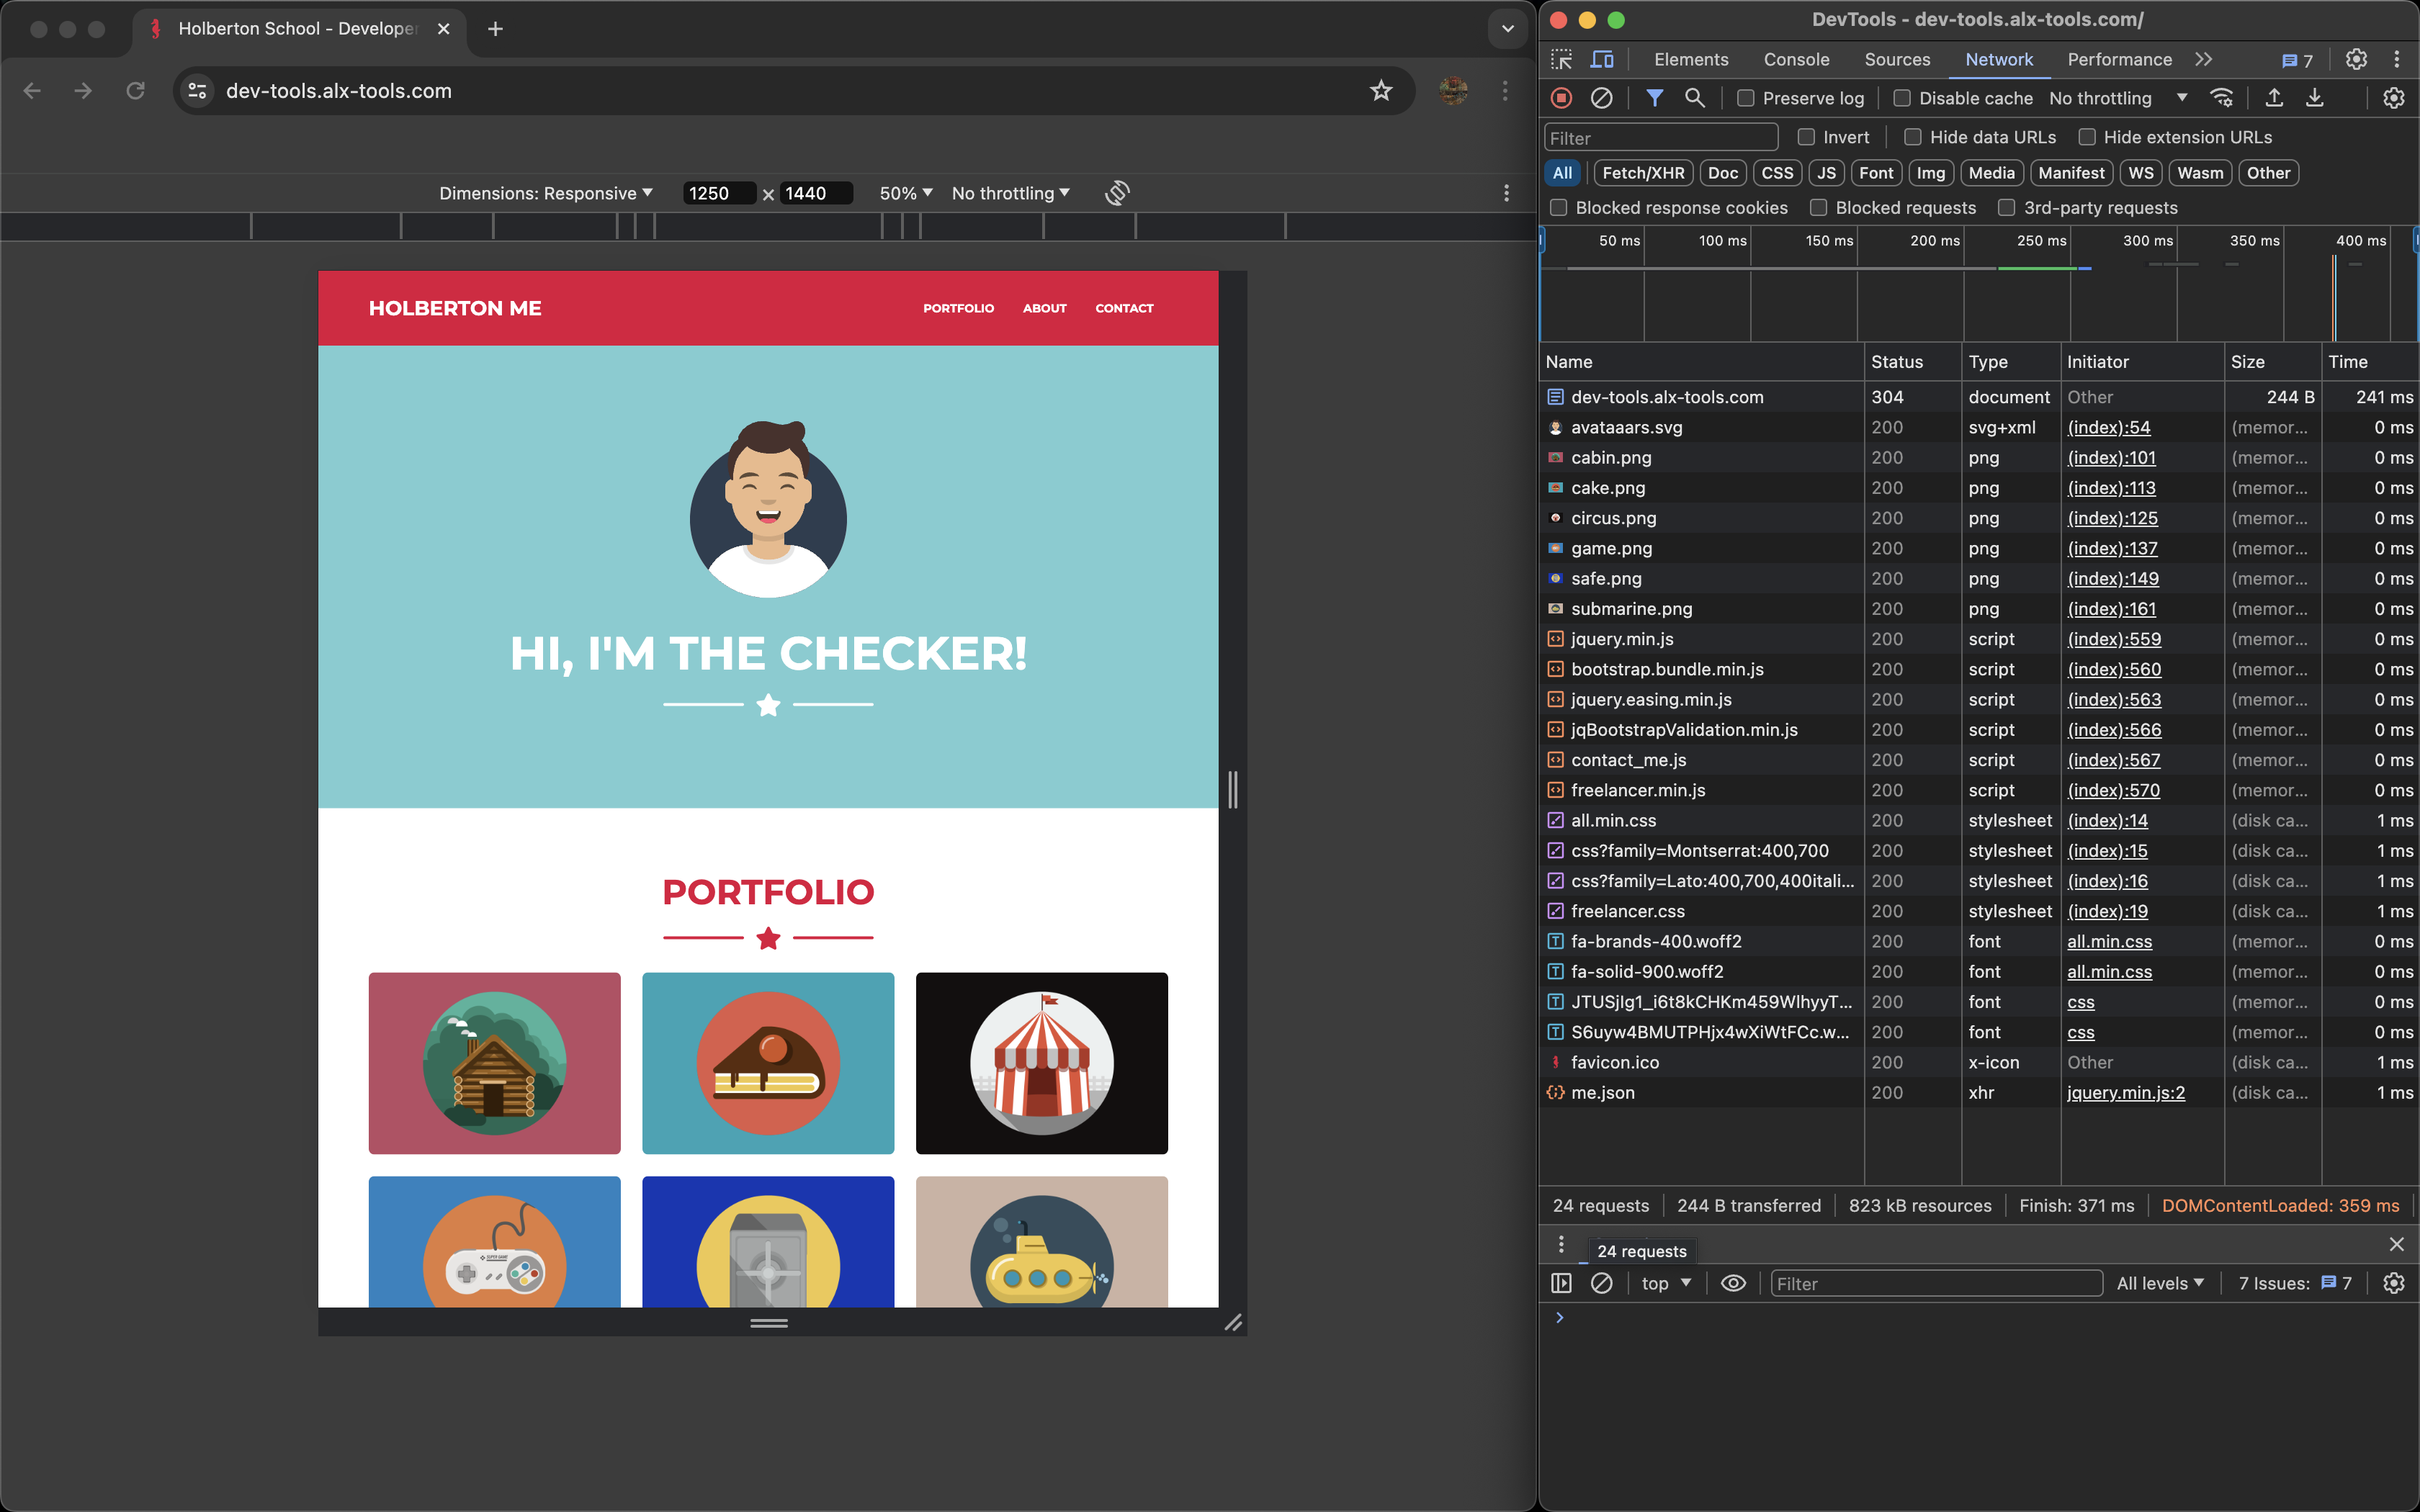 Holberton School - Developer
dev-tools.alx-tools.com
Dimensions: Responsive 1250 × 1440 50% No throttling
HOLBERTON ME
PORTFOLIO ABOUT CONTACT
HI, I'M THE CHECKER!
PORTFOLIO
SUPER GAME
DevTools - dev-tools.alx-tools.com/
Elements Console Sources Network Performance 7
Preserve log Disable cache No throttling
Filter Invert Hide data URLs Hide extension URLs
All Fetch/XHR Doc CSS JS Font Img Media Manifest WS Wasm Other
Blocked response cookies Blocked requests 3rd-party requests
50 ms 100 ms 150 ms 200 ms 250 ms 300 ms 350 ms 400 ms
Name Status Type Initiator Size Time
dev-tools.alx-tools.com 304 document Other 244 B 241 ms
avataaars.svg 200 svg+xml (index):54 (memor... 0 ms
cabin.png 200 png (index):101 (memor... 0 ms
cake.png 200 png (index):113 (memor... 0 ms
circus.png 200 png (index):125 (memor... 0 ms
game.png 200 png (index):137 (memor... 0 ms
safe.png 200 png (index):149 (memor... 0 ms
submarine.png 200 png (index):161 (memor... 0 ms
jquery.min.js 200 script (index):559 (memor... 0 ms
bootstrap.bundle.min.js 200 script (index):560 (memor... 0 ms
jquery.easing.min.js 200 script (index):563 (memor... 0 ms
jqBootstrapValidation.min.js 200 script (index):566 (memor... 0 ms
contact_me.js 200 script (index):567 (memor... 0 ms
freelancer.min.js 200 script (index):570 (memor... 0 ms
all.min.css 200 stylesheet (index):14 (disk ca... 1 ms
css?family=Montserrat:400,700 200 stylesheet (index):15 (disk ca... 1 ms
css?family=Lato:400,700,400itali... 200 stylesheet (index):16 (disk ca... 1 ms
freelancer.css 200 stylesheet (index):19 (disk ca... 1 ms
fa-brands-400.woff2 200 font all.min.css (memor... 0 ms
fa-solid-900.woff2 200 font all.min.css (memor... 0 ms
JTUSjIg1_i6t8kCHKm459WlhyyT... 200 font css (memor... 0 ms
S6uyw4BMUTPHjx4wXiWtFCc.w... 200 font css (memor... 0 ms
favicon.ico 200 x-icon Other (disk ca... 1 ms
me.json 200 xhr jquery.min.js:2 (disk ca... 1 ms
24 requests 244 B transferred 823 kB resources Finish: 371 ms DOMContentLoaded: 359 ms
24 requests
top Filter All levels 7 Issues: 7